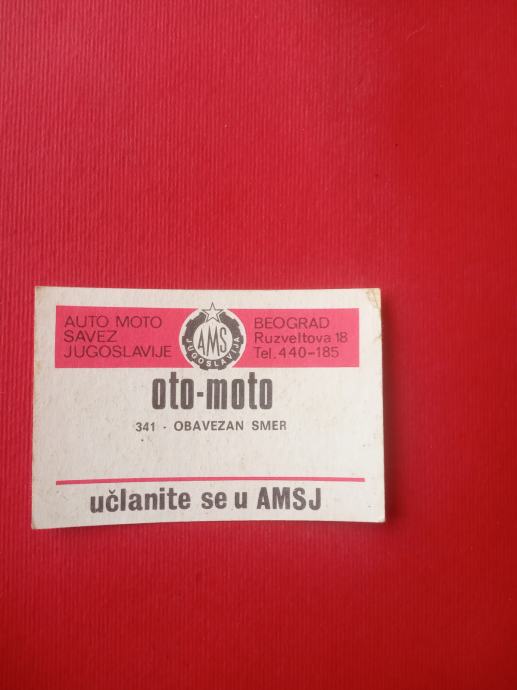 AUTO MOTO
SAVEZ
JUGOSLAVIJE
AMS
JUGOSLAVIJA
BEOGRAD
Ruzveltova 18
Tel. 440-185
oto-moto
341 - OBAVEZAN SMER
učlanite se u AMSJ